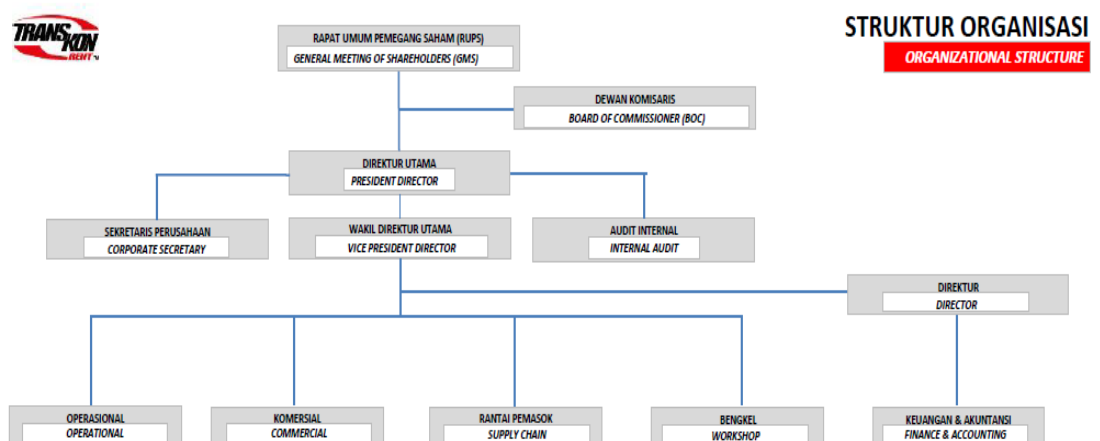 TRANS
KON
RENT
STRUKTUR ORGANISASI
ORGANIZATIONAL STRUCTURE
RAPAT UMUM PEMEGANG SAHAM (RUPS)
GENERAL MEETING OF SHAREHOLDERS (GMS)
DEWAN KOMISARIS
BOARD OF COMMISSIONER (BOC)
DIREKTUR UTAMA
PRESIDENT DIRECTOR
SEKRETARIS PERUSAHAAN
CORPORATE SECRETARY
WAKIL DIREKTUR UTAMA
VICE PRESIDENT DIRECTOR
AUDIT INTERNAL
INTERNAL AUDIT
DIREKTUR
DIRECTOR
OPERASIONAL
OPERATIONAL
KOMERSIAL
COMMERCIAL
RANTAI PEMASOK
SUPPLY CHAIN
BENGKEL
WORKSHOP
KEUANGAN & AKUNTANSI
FINANCE & ACCOUNTING